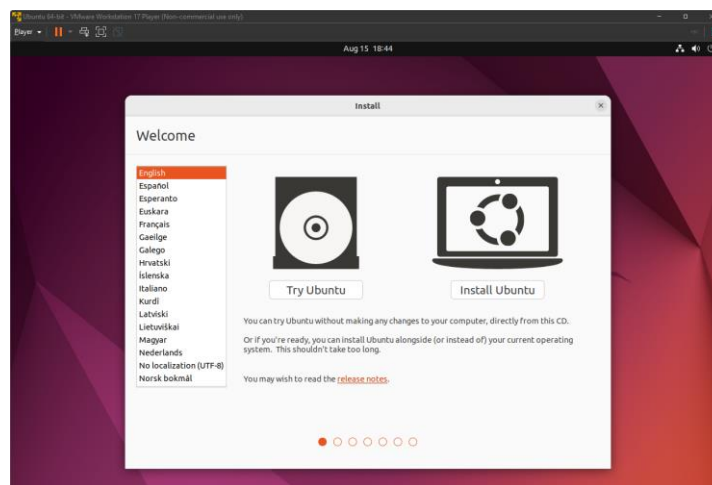 Ubuntu 64-bit - VMware Workstation 17 Player (Non-commercial use only)
Player
Aug 15 18:44
Install
Welcome
English
Español
Esperanto
Euskara
Français
Gaeilge
Galego
Hrvatski
Íslenska
Italiano
Kurdî
Latviski
Lietuviškai
Magyar
Nederlands
No localization (UTF-8)
Norsk bokmål
Try Ubuntu
Install Ubuntu
You can try Ubuntu without making any changes to your computer, directly from this CD.
Or if you're ready, you can install Ubuntu alongside (or instead of) your current operating
system. This shouldn't take too long.
You may wish to read the release notes.